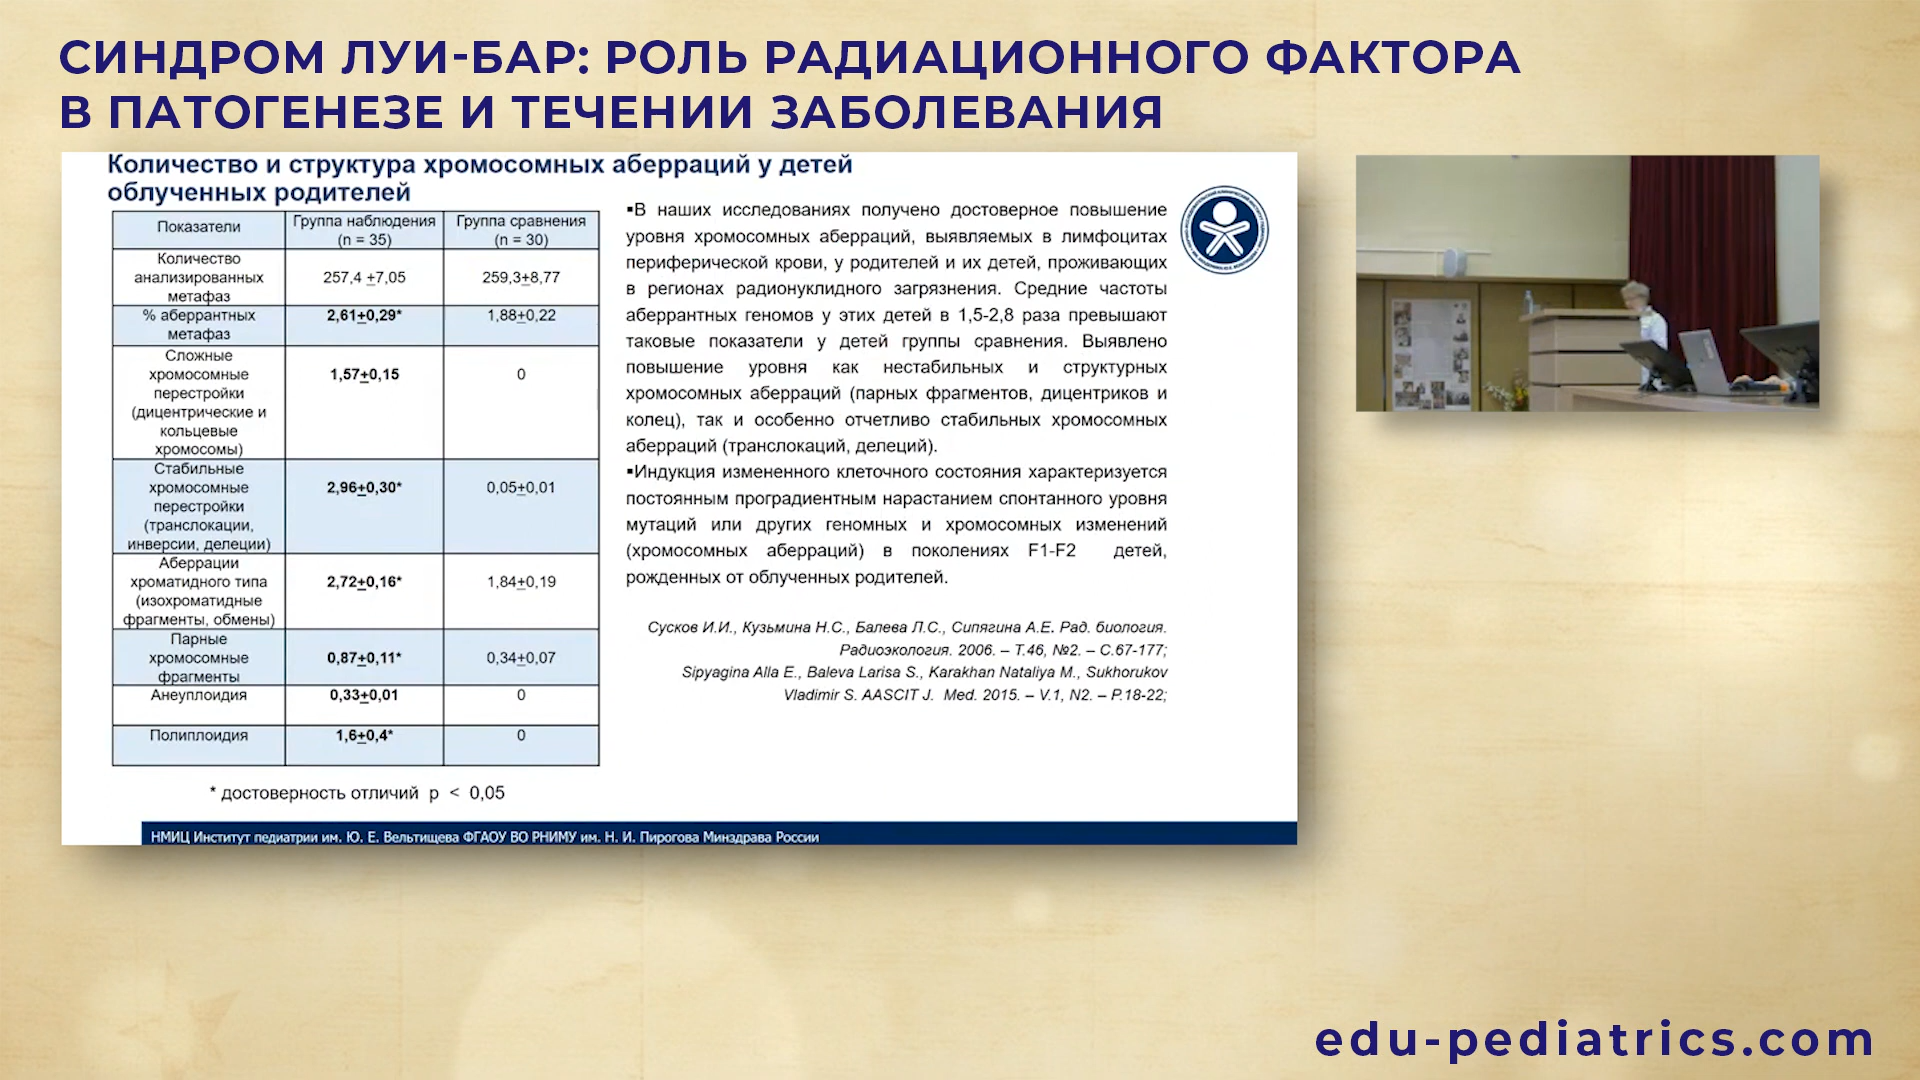 СИНДРОМ ЛУИ-БАР: РОЛЬ РАДИАЦИОННОГО ФАКТОРА
В ПАТОГЕНЕЗЕ И ТЕЧЕНИИ ЗАБОЛЕВАНИЯ
Количество и структура хромосомных аберраций у детей
облученных родителей
Показатели
Группа наблюдения
(n = 35)
Группа сравнения
(n = 30)
Количество
анализированных
метафаз
257,4 ±7,05
259,3±8,77
% аберрантных
метафаз
2,61±0,29*
1,88±0,22
Сложные
хромосомные
перестройки
(дицентрические и
кольцевые
хромосомы)
1,57±0,15
0
Стабильные
хромосомные
перестройки
(транслокации,
инверсии, делеции)
2,96±0,30*
0,05±0,01
Аберрации
хроматидного типа
(изохроматидные
фрагменты, обмены)
2,72±0,16*
1,84±0,19
Парные
хромосомные
фрагменты
0,87±0,11*
0,34±0,07
Анеуплоидия
0,33±0,01
0
Полиплоидия
1,6±0,4*
0
* достоверность отличий р < 0,05
▪В наших исследованиях получено достоверное повышение
уровня хромосомных аберраций, выявляемых в лимфоцитах
периферической крови, у родителей и их детей, проживающих
в регионах радионуклидного загрязнения. Средние частоты
аберрантных геномов у этих детей в 1,5-2,8 раза превышают
таковые показатели у детей группы сравнения. Выявлено
повышение уровня как нестабильных и структурных
хромосомных аберраций (парных фрагментов, дицентриков и
колец), так и особенно отчетливо стабильных хромосомных
аберраций (транслокаций, делеций).
▪Индукция измененного клеточного состояния характеризуется
постоянным проградиентным нарастанием спонтанного уровня
мутаций или других геномных и хромосомных изменений
(хромосомных аберраций) в поколениях F1-F2 детей,
рожденных от облученных родителей.
Сусков И.И., Кузьмина Н.С., Балева Л.С., Сипягина А.Е. Рад. биология.
Радиоэкология. 2006. – Т.46, №2. – С.67-177;
Sipyagina Alla E., Baleva Larisa S., Karakhan Nataliya M., Sukhorukov
Vladimir S. AASCIT J. Med. 2015. – V.1, N2. – P.18-22;
НМИЦ Институт педиатрии им. Ю. Е. Вельтищева ФГАОУ ВО РНИМУ им. Н. И. Пирогова Минздрава России
edu-pediatrics.com